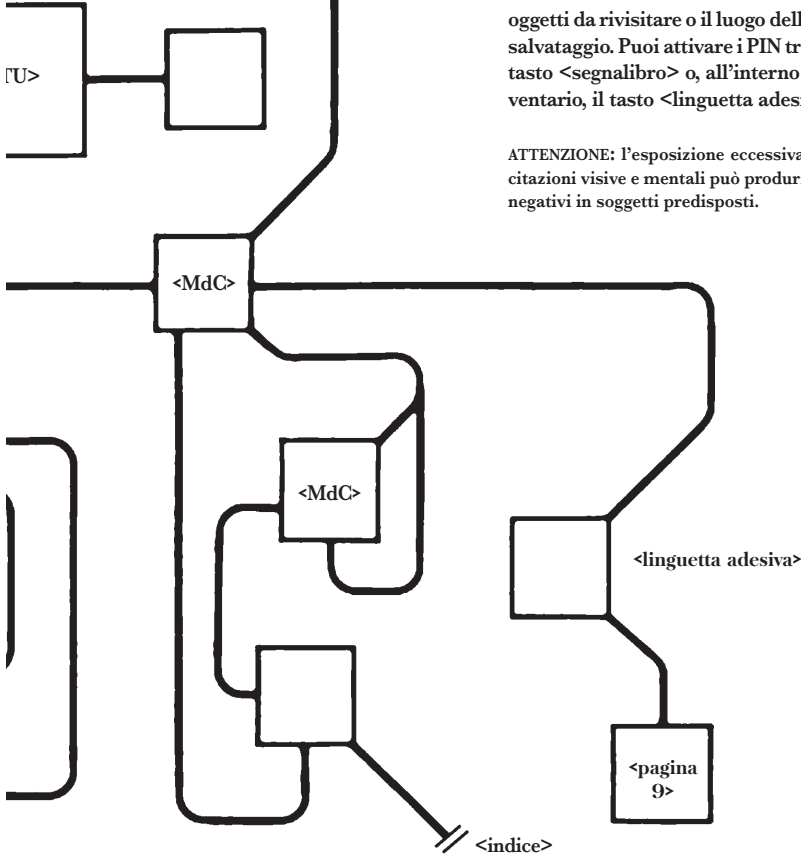 oggetti da rivisitare o il luogo dell
salvataggio. Puoi attivare i PIN tr
tasto <segnalibro> o, all'interno
ventario, il tasto <linguetta ades
ATTENZIONE: l'esposizione eccessiva
citazioni visive e mentali può produr
negativi in soggetti predisposti.
TU>
<MdC>
<MdC>
<linguetta adesiva>
<pagina
9>
<indice>